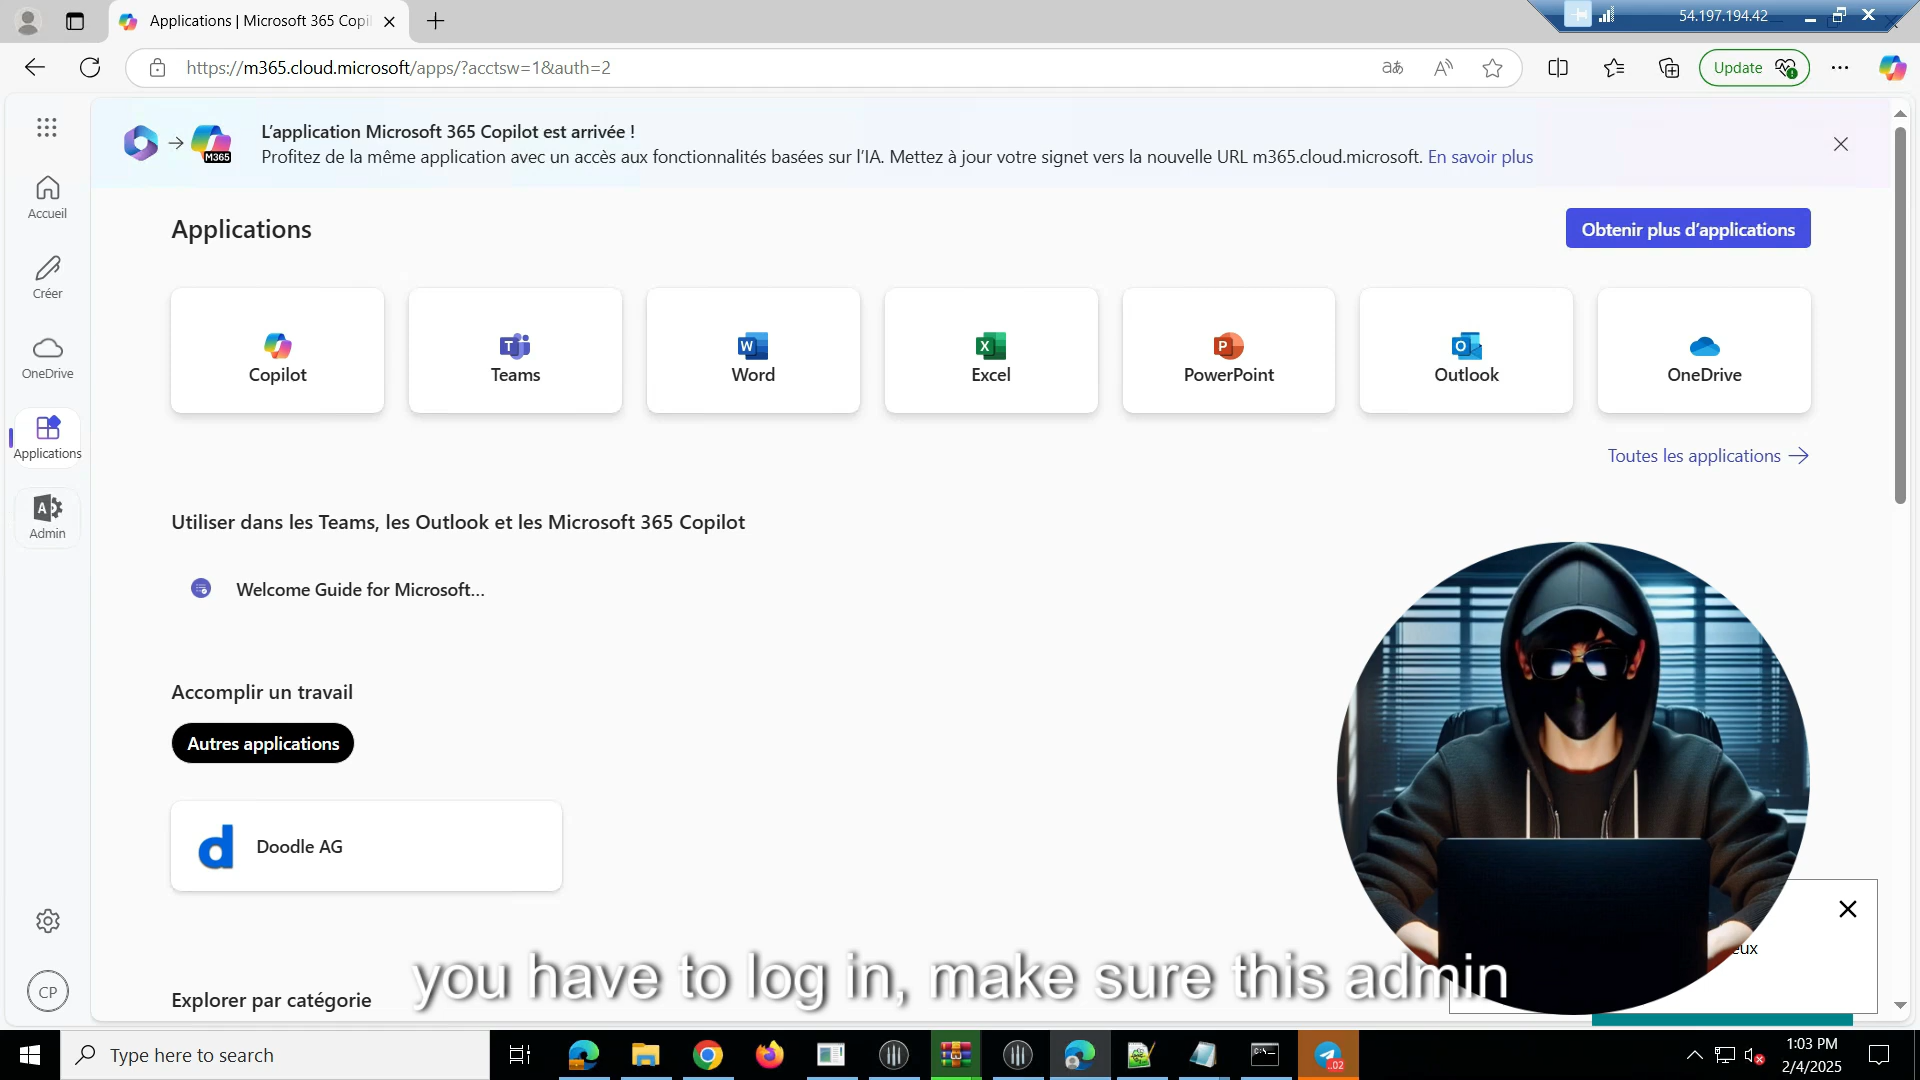 Applications | Microsoft 365 Copil
54.197.194.42
https://m365.cloud.microsoft/apps/?acctsw=1&auth=2
aあ
A
Update
M365
L'application Microsoft 365 Copilot est arrivée !
Profitez de la même application avec un accès aux fonctionnalités basées sur l'IA. Mettez à jour votre signet vers la nouvelle URL m365.cloud.microsoft. En savoir plus
Accueil
Créer
OneDrive
Applications
Admin
CP
Applications
Obtenir plus d'applications
Copilot
Teams
Word
Excel
PowerPoint
Outlook
OneDrive
Toutes les applications
Utiliser dans les Teams, les Outlook et les Microsoft 365 Copilot
Welcome Guide for Microsoft...
Accomplir un travail
Autres applications
Doodle AG
Explorer par catégorie
you have to log in, make sure this admin
Type here to search
1:03 PM
2/4/2025